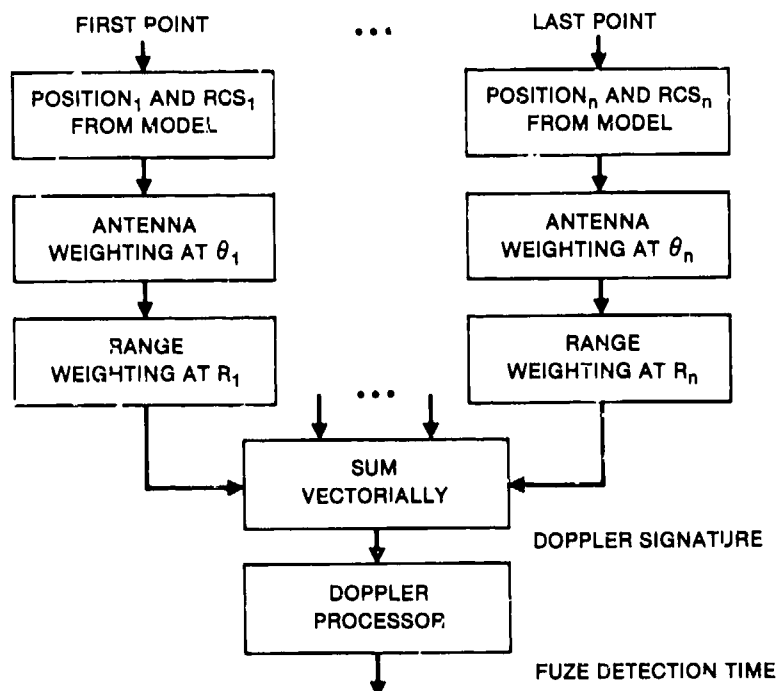 FIRST POINT
...
LAST POINT
POSITION₁ AND RCS₁
FROM MODEL
POSITIONₙ AND RCSₙ
FROM MODEL
ANTENNA
WEIGHTING AT θ₁
ANTENNA
WEIGHTING AT θₙ
RANGE
WEIGHTING AT R₁
RANGE
WEIGHTING AT Rₙ
...
SUM
VECTORIALLY
DOPPLER SIGNATURE
DOPPLER
PROCESSOR
FUZE DETECTION TIME